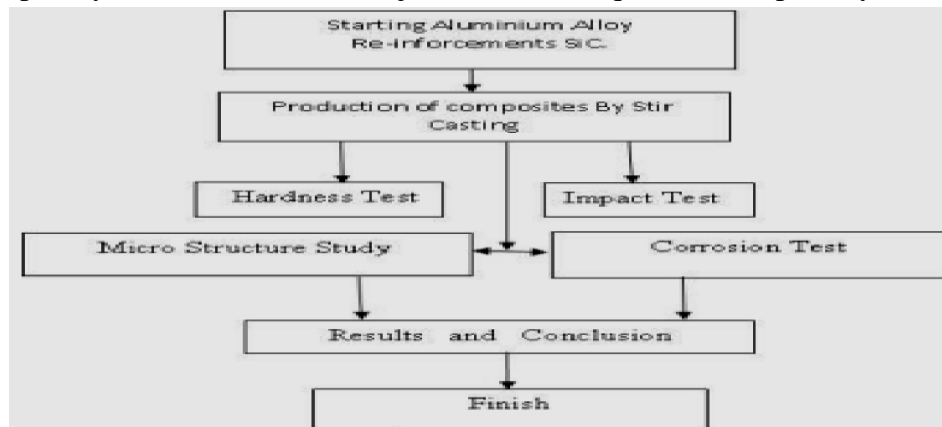 Starting Aluminium Alloy
Re-inforcements SiC.
Production of composites By Stir
Casting
Hardness Test
Impact Test
Micro Structure Study
Corrosion Test
Results and Conclusion
Finish